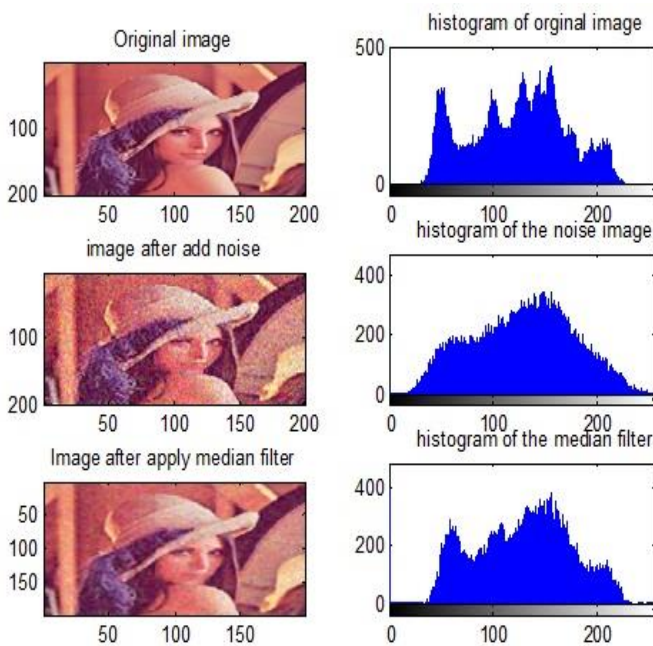 Original image
100
200
50 100 150 200
histogram of orginal image
500
0
0 100 200
image after add noise
100
200
50 100 150 200
histogram of the noise image
400
200
0
0 100 200
Image after apply median filter
50
100
150
50 100 150
histogram of the median filter
400
200
0
0 100 200